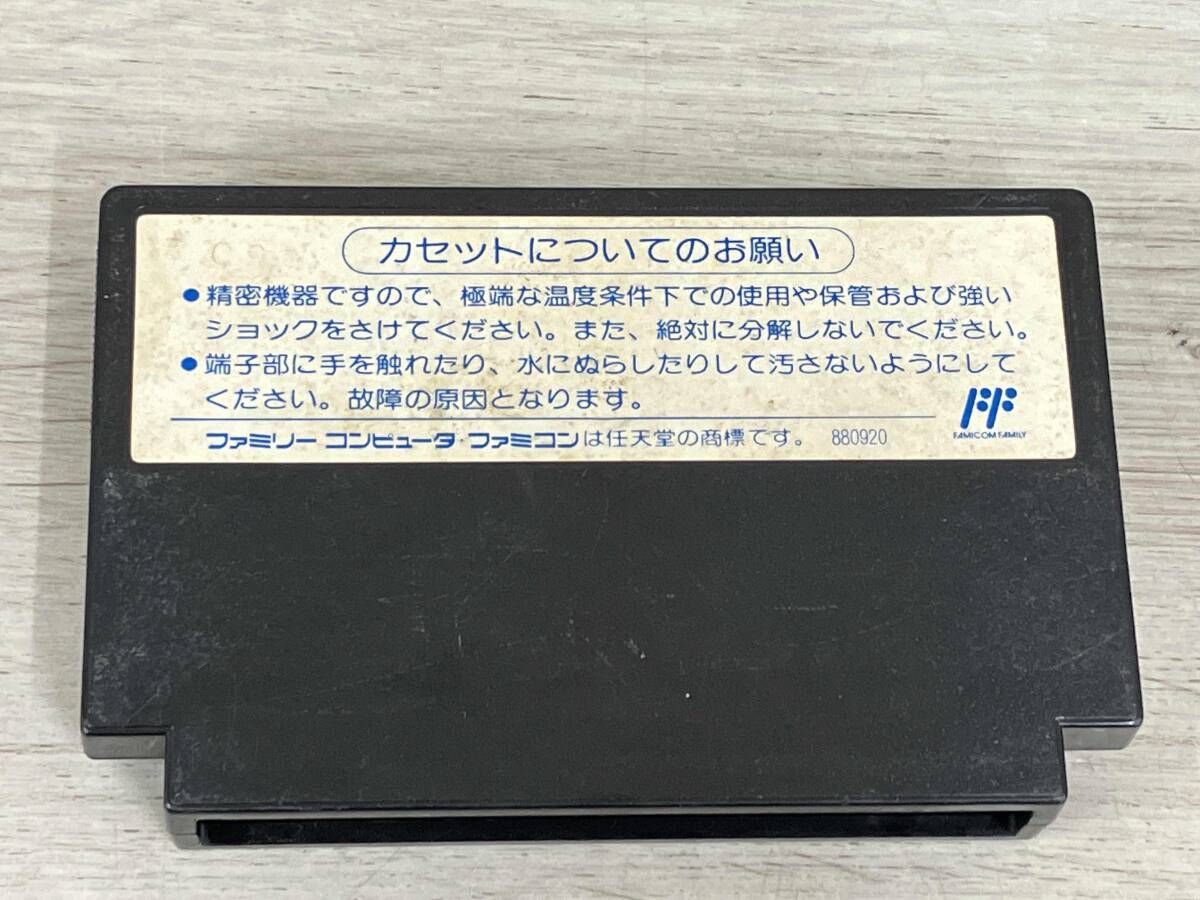 カセットについてのお願い
●精密機器ですので、極端な温度条件下での使用や保管および強い
ショックをさけてください。また、絶対に分解しないでください。
●端子部に手を触れたり、水にぬらしたりして汚さないようにして
ください。故障の原因となります。
ファミリー コンピュータ・ファミコンは任天堂の商標です。 880920
FAMICOM FAMILY